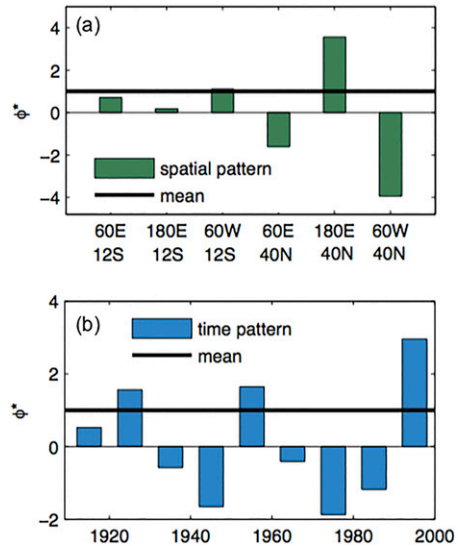 (a)
4
2
0
−2
−4
ϕ*
spatial pattern
mean
60E 180E 60W 60E 180E 60W
12S 12S 12S 40N 40N 40N
(b)
4
2
0
−2
ϕ*
time pattern
mean
1920 1940 1960 1980 2000